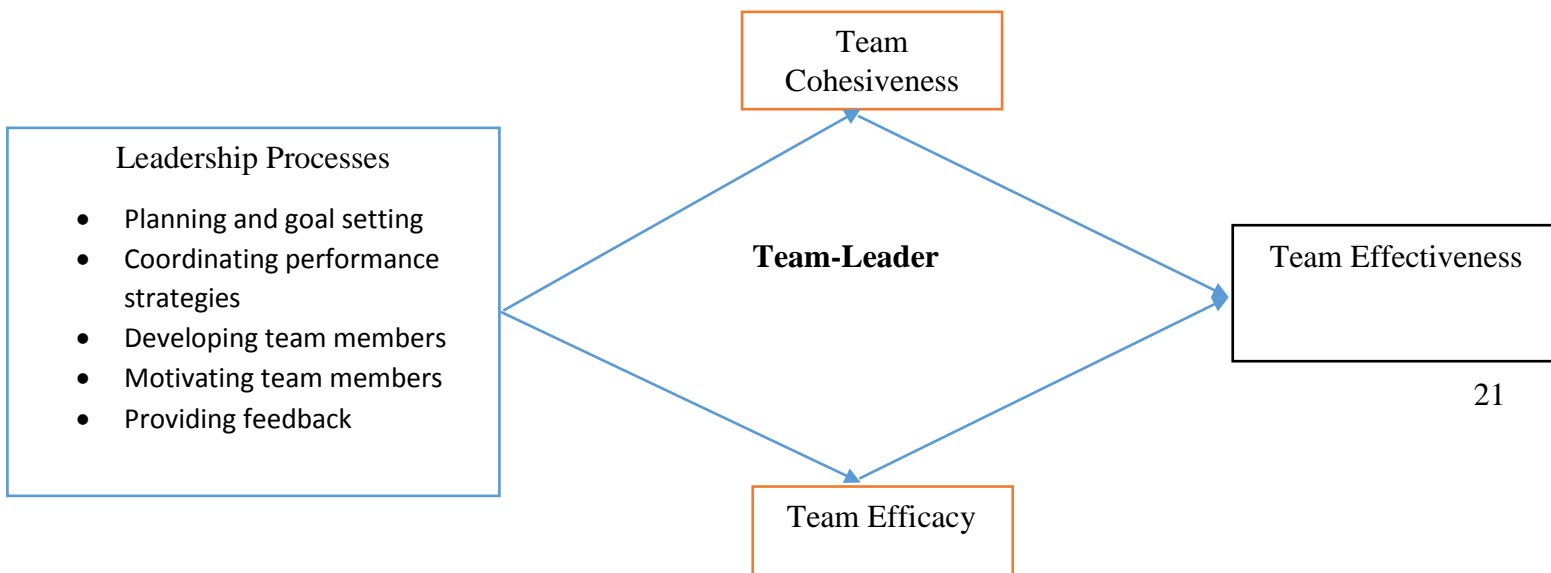 Team
Cohesiveness
Leadership Processes
• Planning and goal setting
• Coordinating performance
strategies
• Developing team members
• Motivating team members
• Providing feedback
Team-Leader
Team Effectiveness
21
Team Efficacy